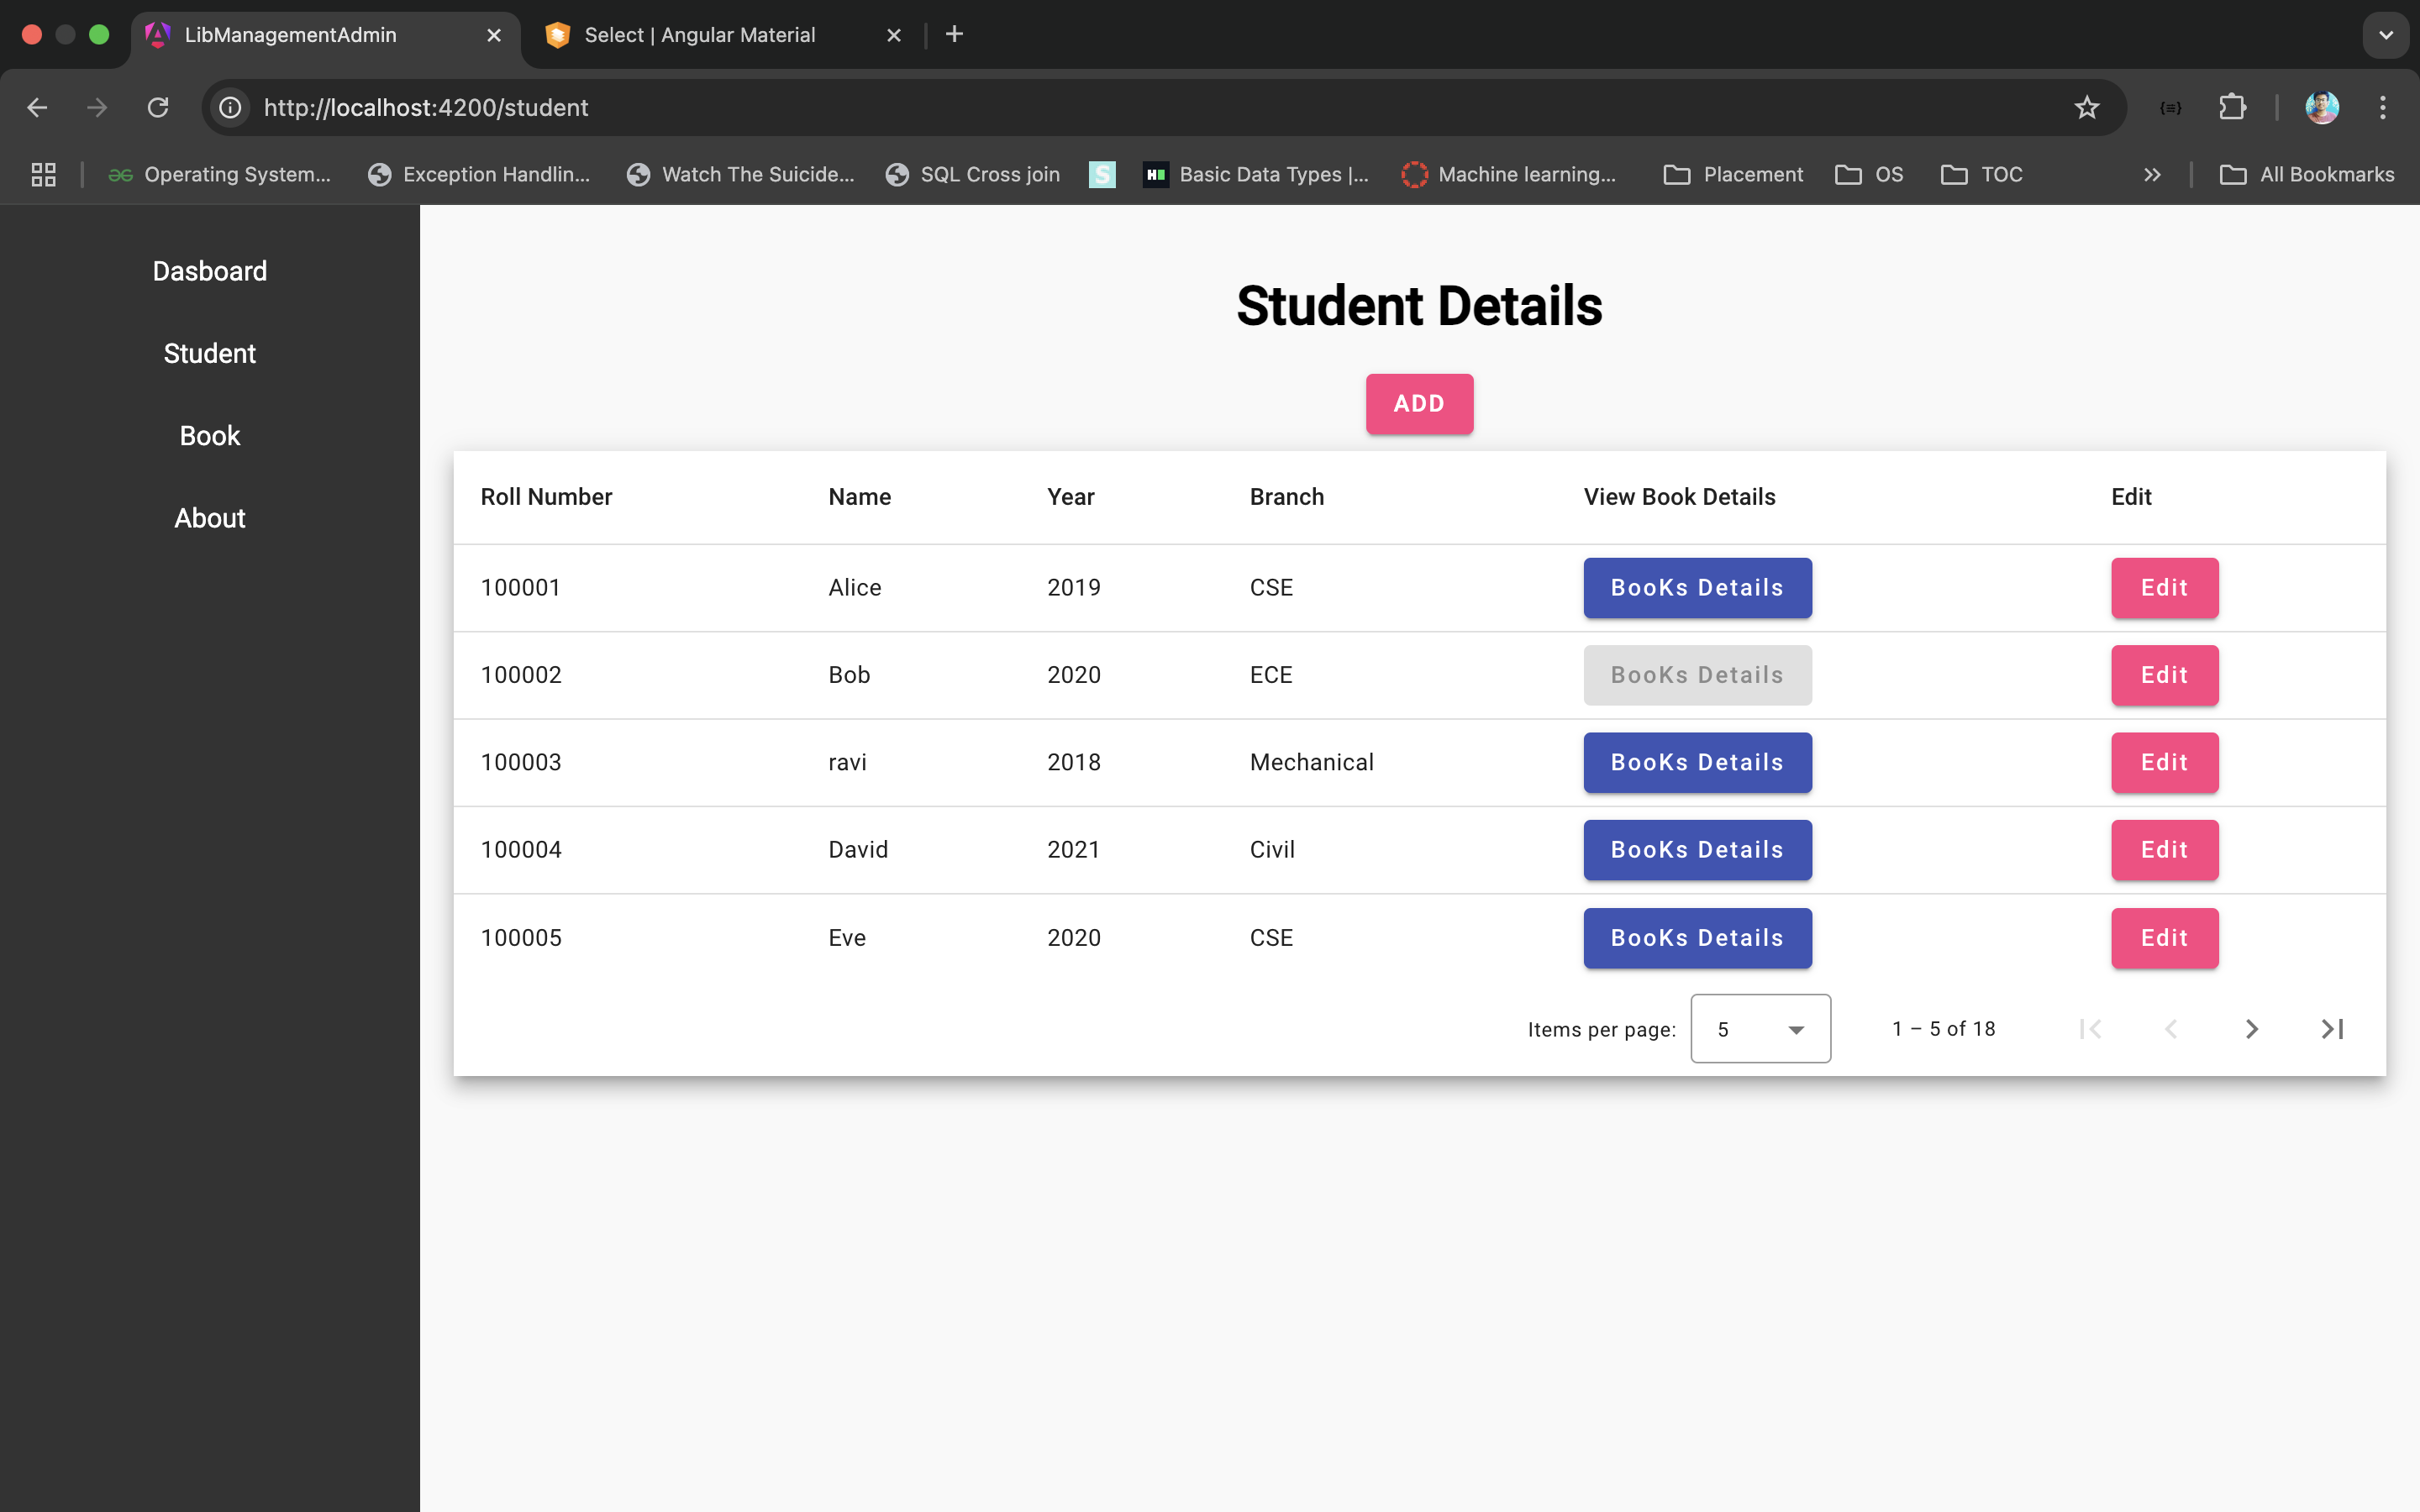 LibManagementAdmin
Select | Angular Material
http://localhost:4200/student
Operating System...
Exception Handlin...
Watch The Suicide...
SQL Cross join
S
H
Basic Data Types |...
Machine learning...
Placement
OS
TOC
All Bookmarks
Dasboard
Student
Book
About
Student Details
ADD
Roll Number Name Year Branch View Book Details Edit
100001 Alice 2019 CSE BooKs Details Edit
100002 Bob 2020 ECE BooKs Details Edit
100003 ravi 2018 Mechanical BooKs Details Edit
100004 David 2021 Civil BooKs Details Edit
100005 Eve 2020 CSE BooKs Details Edit
Items per page: 5 1 – 5 of 18